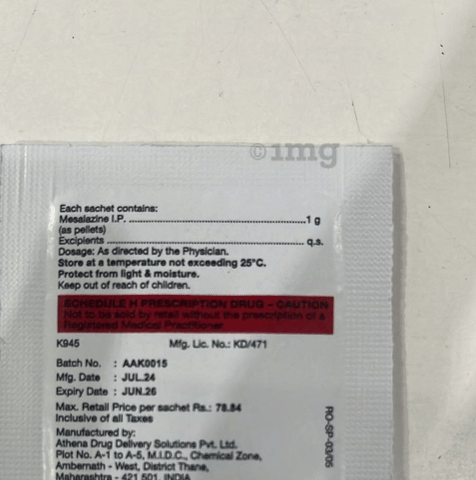 ©1mg
Each sachet contains:
Mesalazine I.P. ........................................................1 g
(as pellets)
Excipients ............................................................ q.s.
Dosage: As directed by the Physician.
Store at a temperature not exceeding 25°C.
Protect from light & moisture.
Keep out of reach of children.
SCHEDULE H PRESCRIPTION DRUG - CAUTION
Not to be sold by retail without the prescription of a
Registered Medical Practitioner.
K945 Mfg. Lic. No.: KD/471
Batch No. : AAK0015
Mfg. Date : JUL.24
Expiry Date : JUN.26
Max. Retail Price per sachet Rs.: 78.84
Inclusive of all Taxes
Manufactured by:
Athena Drug Delivery Solutions Pvt. Ltd.
Plot No. A-1 to A-5, M.I.D.C., Chemical Zone,
Ambernath - West, District Thane,
Maharashtra - 421 501, INDIA
RO-SP-03/05